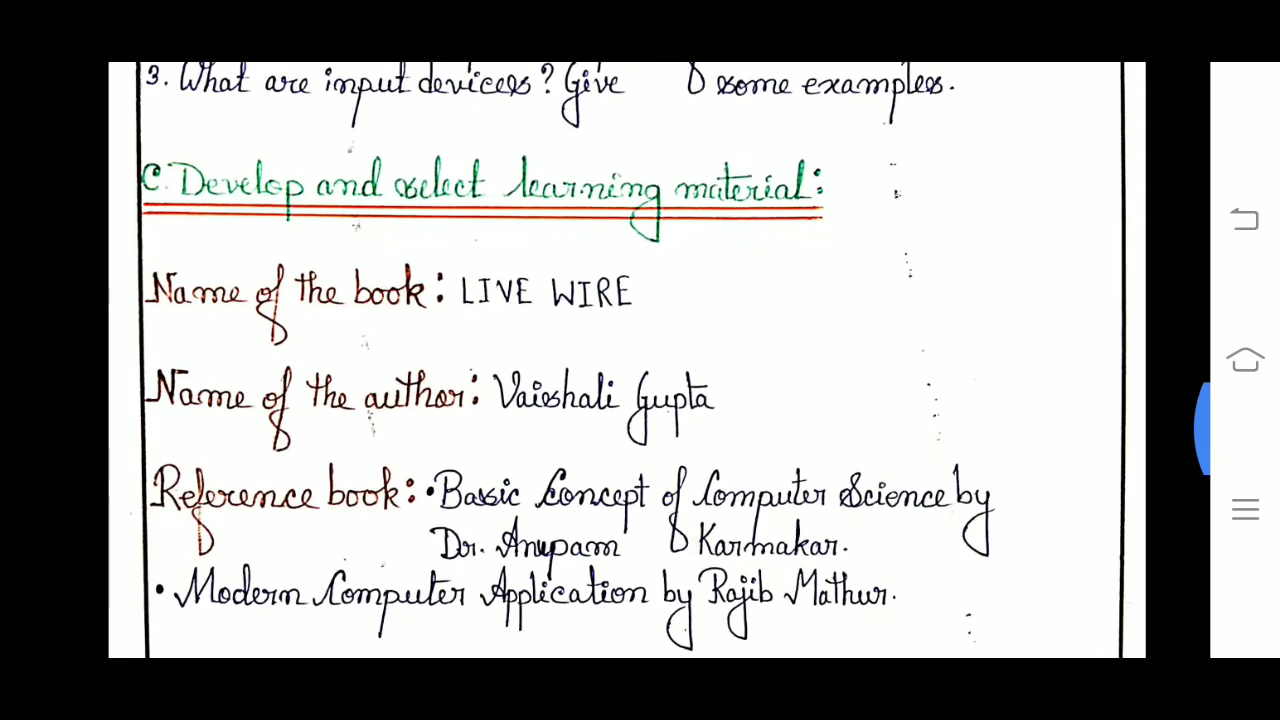 3. What are input devices? Give some examples.
C. Develop and select learning material:
Name of the book: LIVE WIRE
Name of the author: Vaishali Gupta
Reference book: • Basic Concept of Computer Science by
Dr. Anupam Karmakar.
• Modern Computer Application by Rajib Mathur.